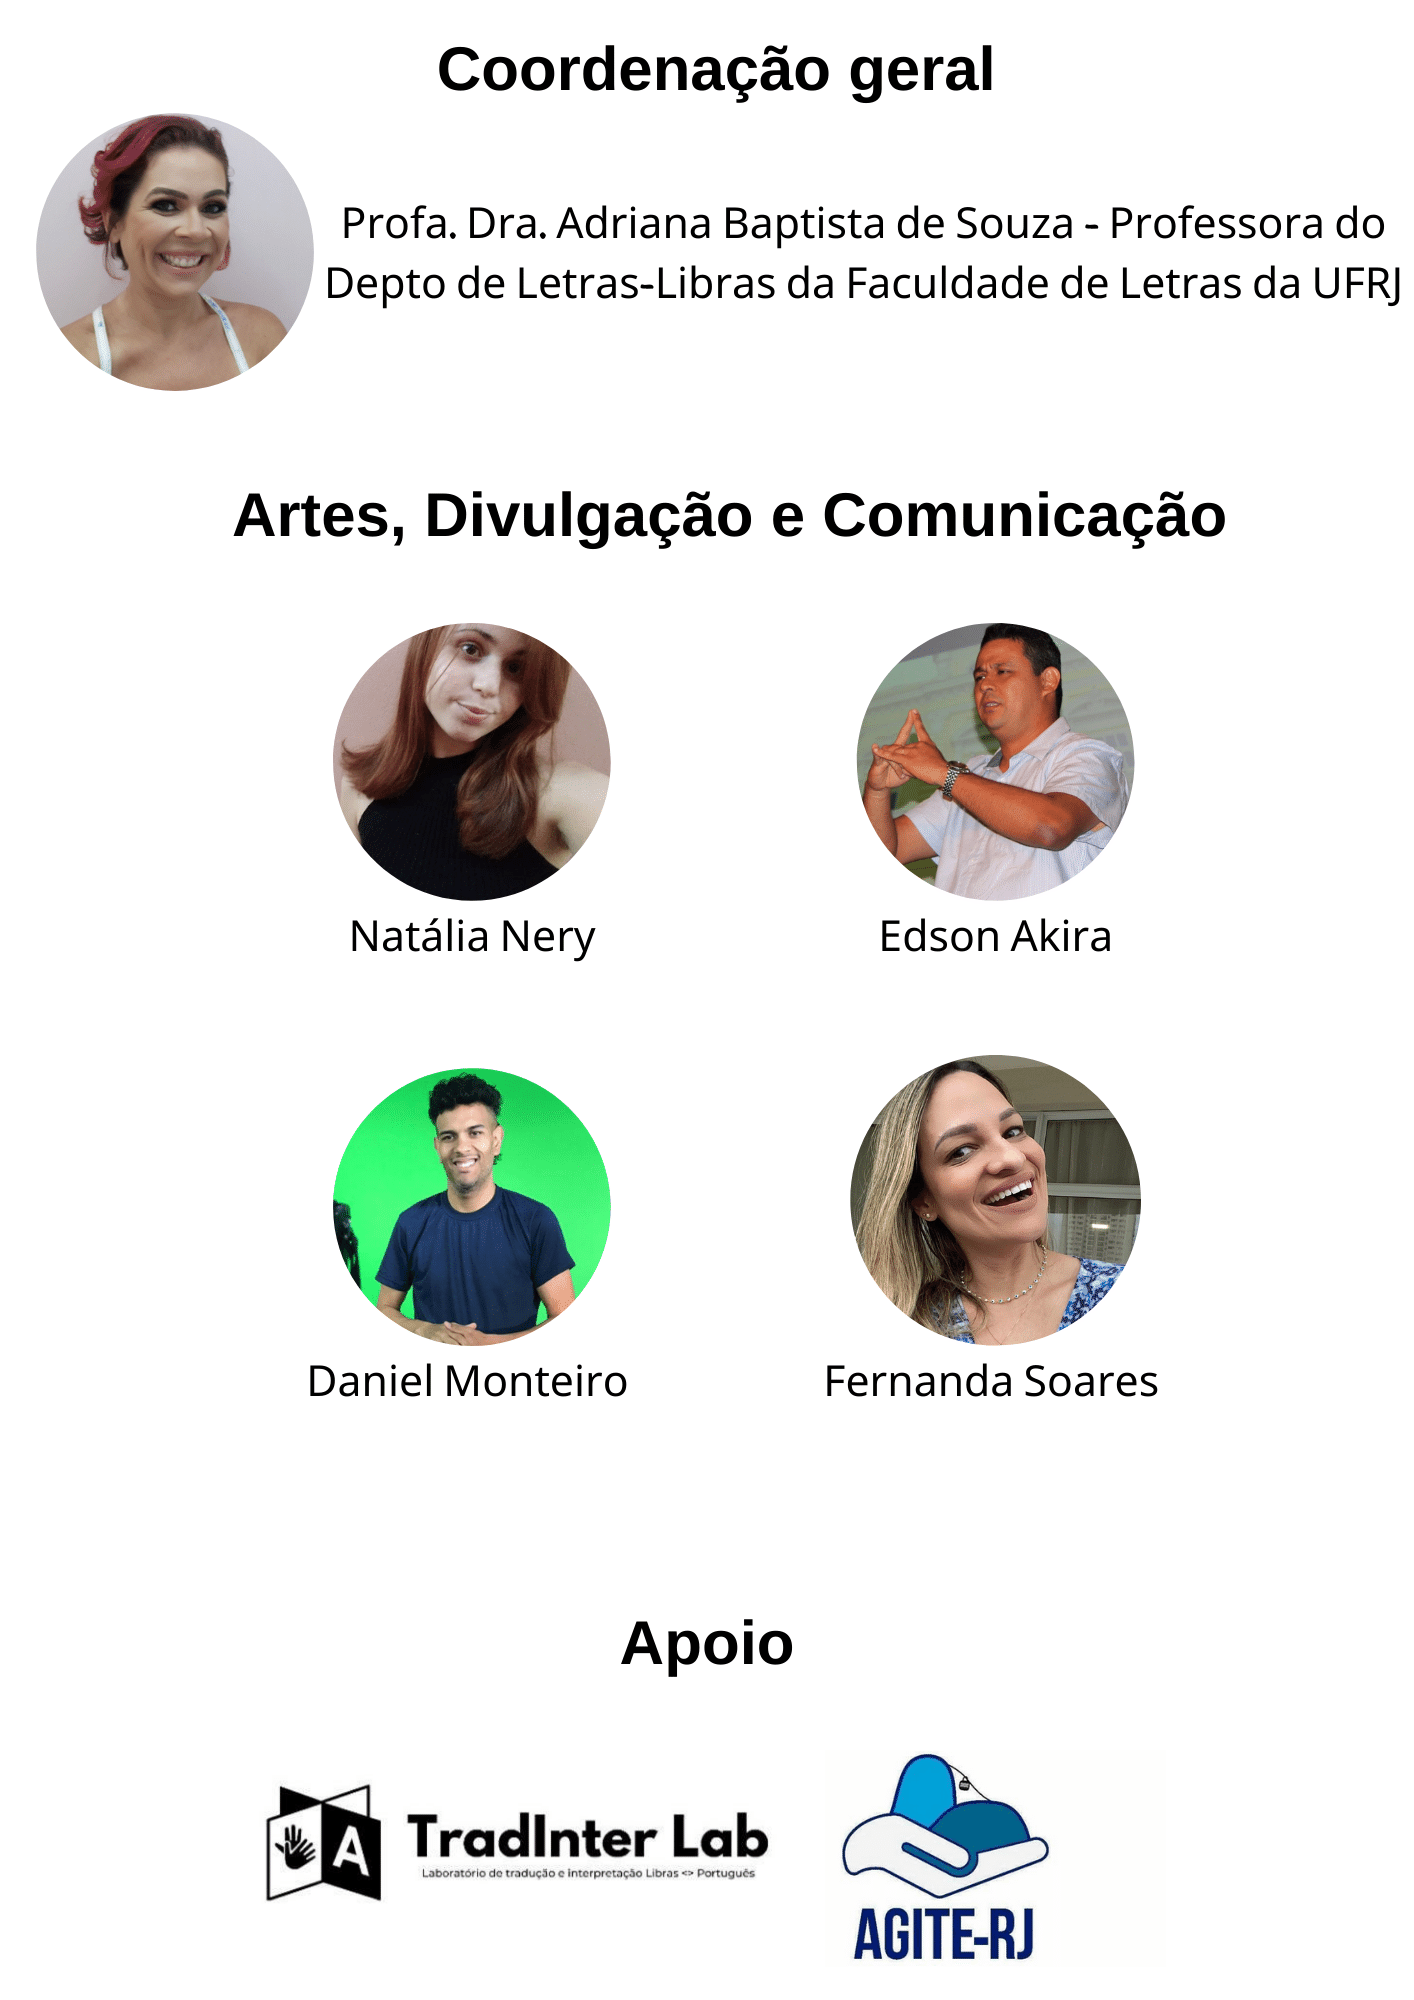 Coordenação geral
Profa. Dra. Adriana Baptista de Souza - Professora do
Depto de Letras-Libras da Faculdade de Letras da UFRJ
Artes, Divulgação e Comunicação
Natália Nery
Edson Akira
Daniel Monteiro
Fernanda Soares
Apoio
A
TradInter Lab
Laboratório de tradução e interpretação Libras <> Português
AGITE-RJ